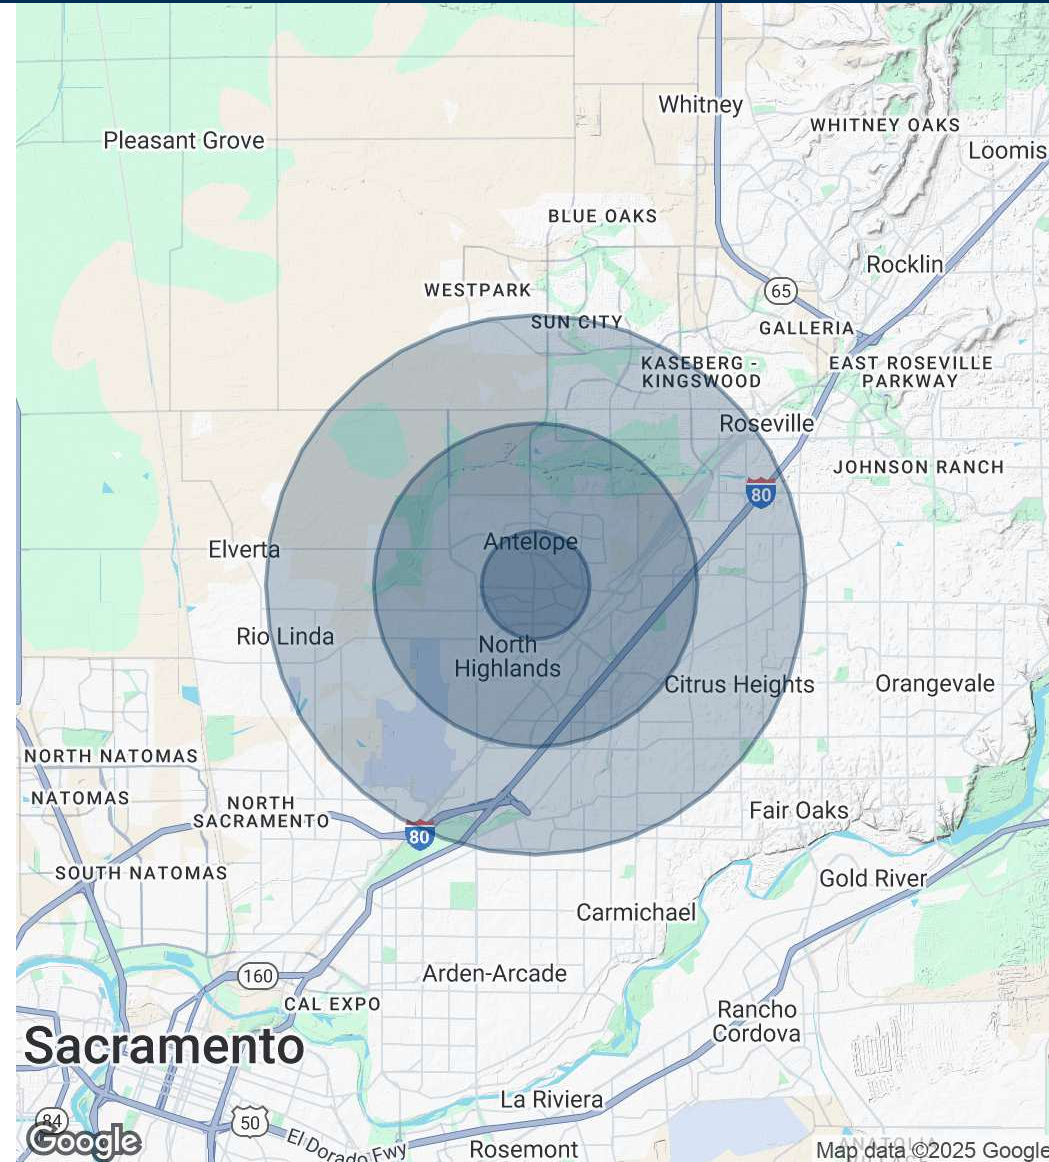 Whitney
WHITNEY OAKS
Pleasant Grove
Loomis
BLUE OAKS
Rocklin
WESTPARK
65
SUN CITY
GALLERIA
KASEBERG -
KINGSWOOD
EAST ROSEVILLE
PARKWAY
Roseville
JOHNSON RANCH
80
Antelope
Elverta
Rio Linda
North
Highlands
Citrus Heights
Orangevale
NORTH NATOMAS
NATOMAS
NORTH
SACRAMENTO
Fair Oaks
80
SOUTH NATOMAS
Gold River
Carmichael
Arden-Arcade
160
CAL EXPO
Rancho
Cordova
Sacramento
La Riviera
84
50
El Dorado Fwy
Google
Rosemont
ANATOLIA
Map data ©2025 Google